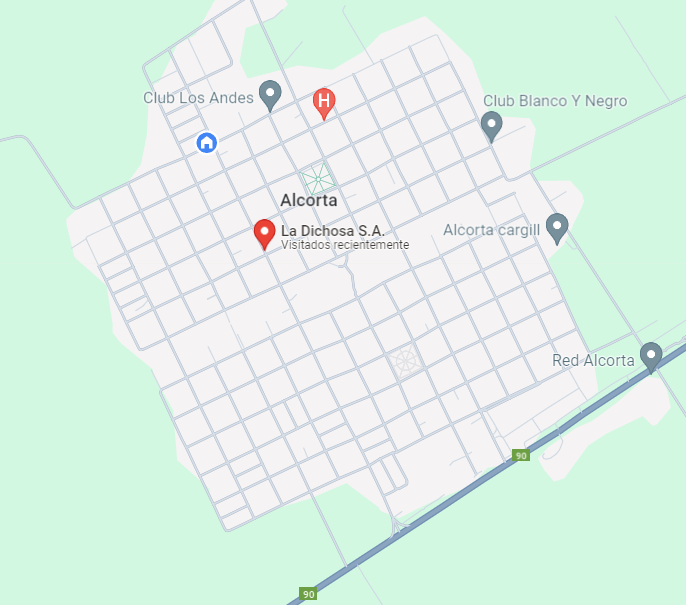 Club Los Andes
H
Club Blanco Y Negro
Alcorta
La Dichosa S.A.
Visitados recientemente
Alcorta cargill
Red Alcorta
90
90